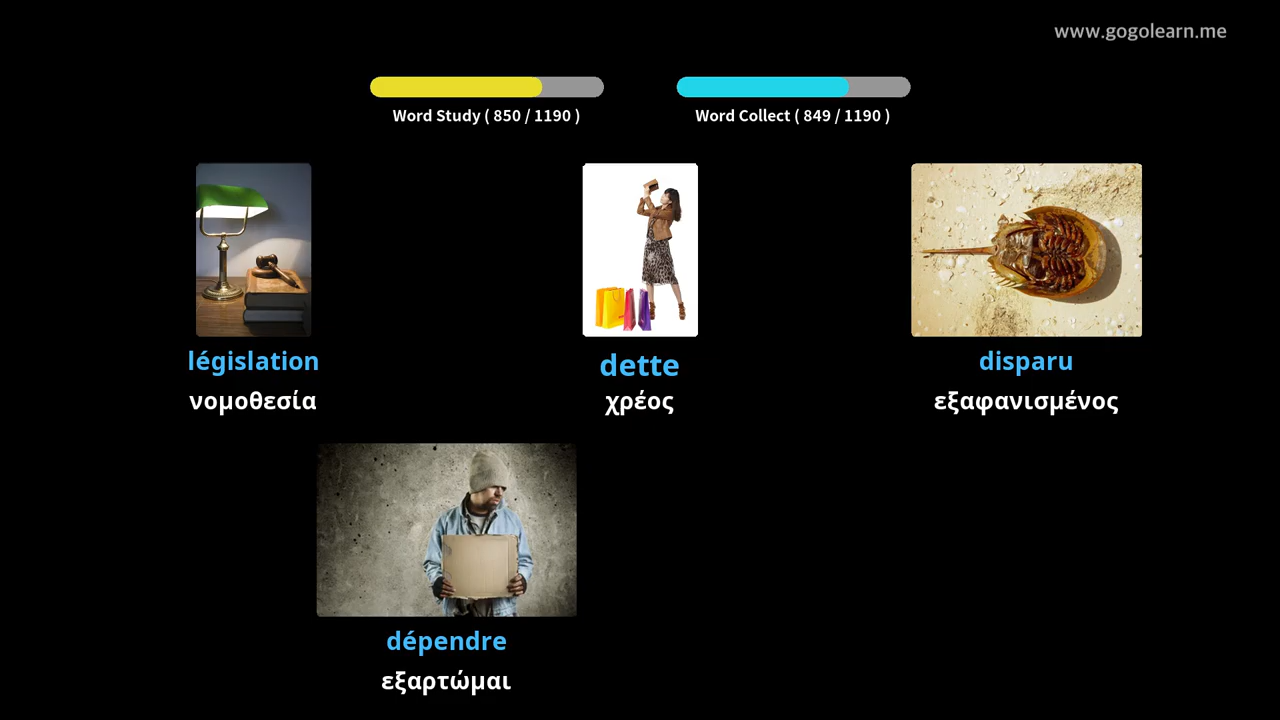 www.gogolearn.me
Word Study ( 850 / 1190 )
Word Collect ( 849 / 1190 )
législation
νομοθεσία
dette
χρέος
disparu
εξαφανισμένος
dépendre
εξαρτώμαι